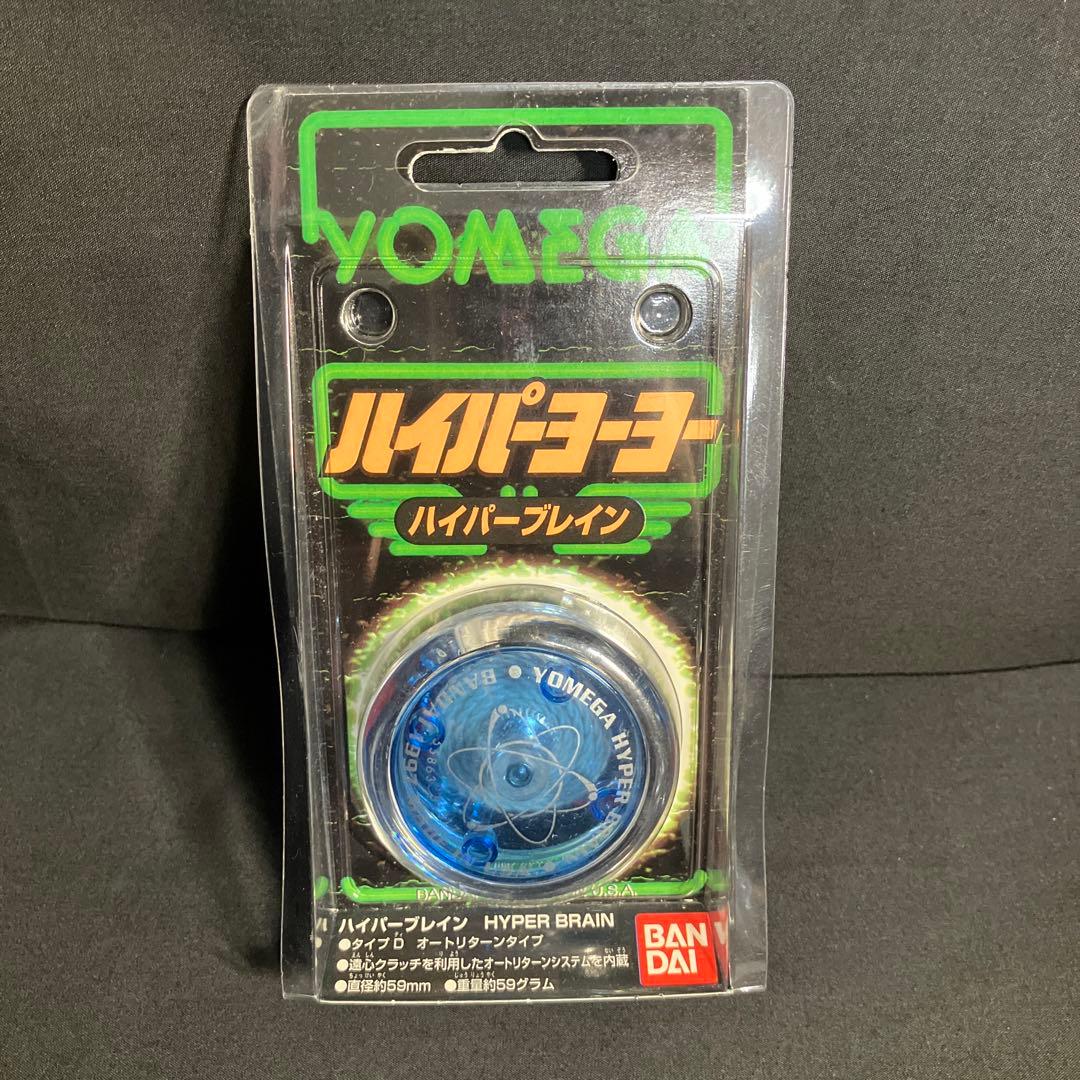 YOMEGA
ハイパーヨーヨー
ハイパーブレイン
YOMEGA HYPER
BANDAI 1997
U.S.A.
ハイパーブレイン HYPER BRAIN
●タイプD オートリターンタイプ
●遠心クラッチを利用したオートリターンシステムを内蔵
●直径約59mm ●重量約59グラム
BAN
DAI